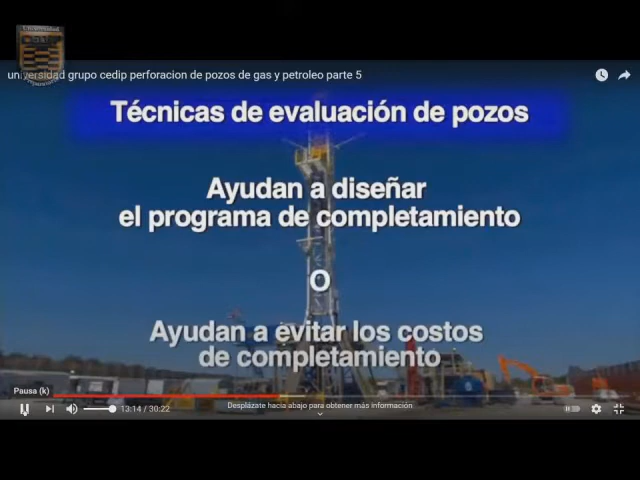 universidad grupo cedip perforacion de pozos de gas y petroleo parte 5
Técnicas de evaluación de pozos
Ayudan a diseñar
el programa de completamiento
O
Ayudan a evitar los costos
de completamiento
Pausa (k)
13:14 / 30:22
Desplázate hacia abajo para obtener más información